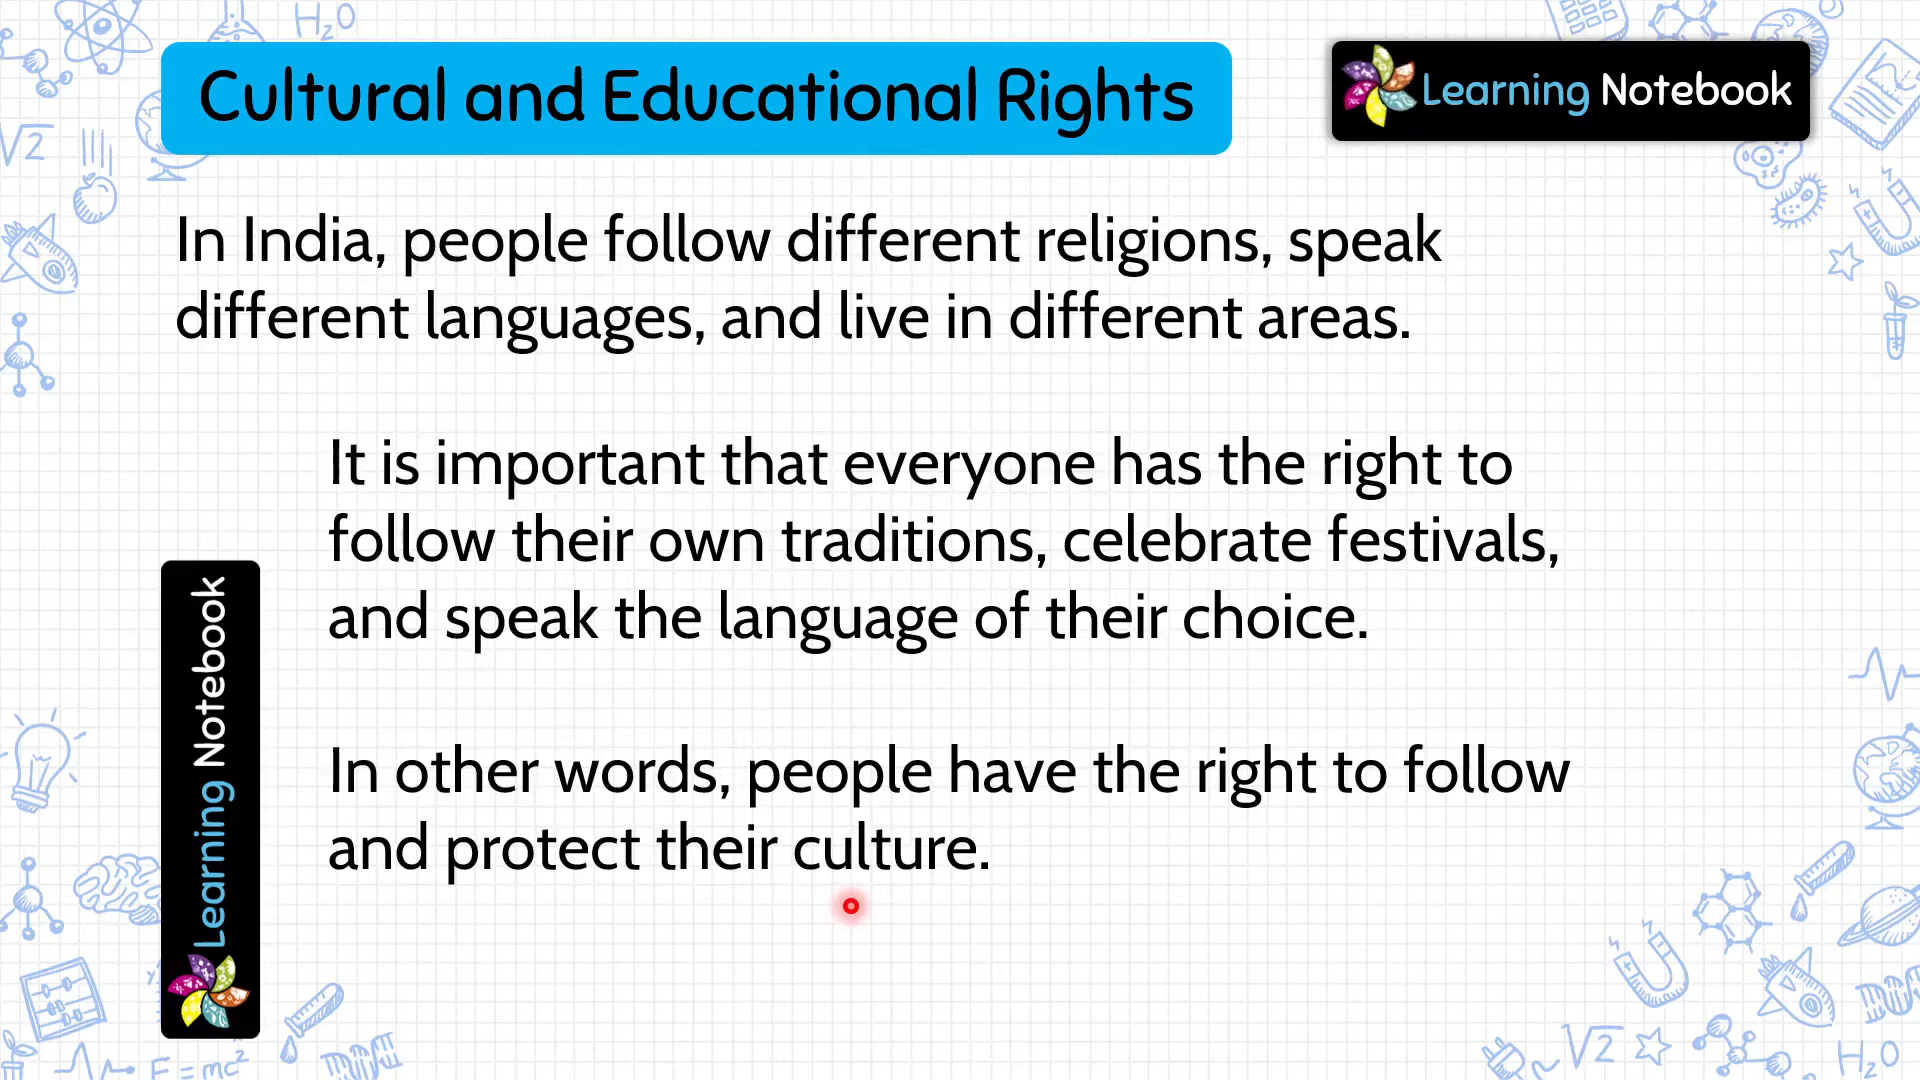 Cultural and Educational Rights
Learning Notebook
In India, people follow different religions, speak
different languages, and live in different areas.
It is important that everyone has the right to
follow their own traditions, celebrate festivals,
and speak the language of their choice.
In other words, people have the right to follow
and protect their culture.
Learning Notebook
H₂O
√2
F=mc²
√2
H₂O